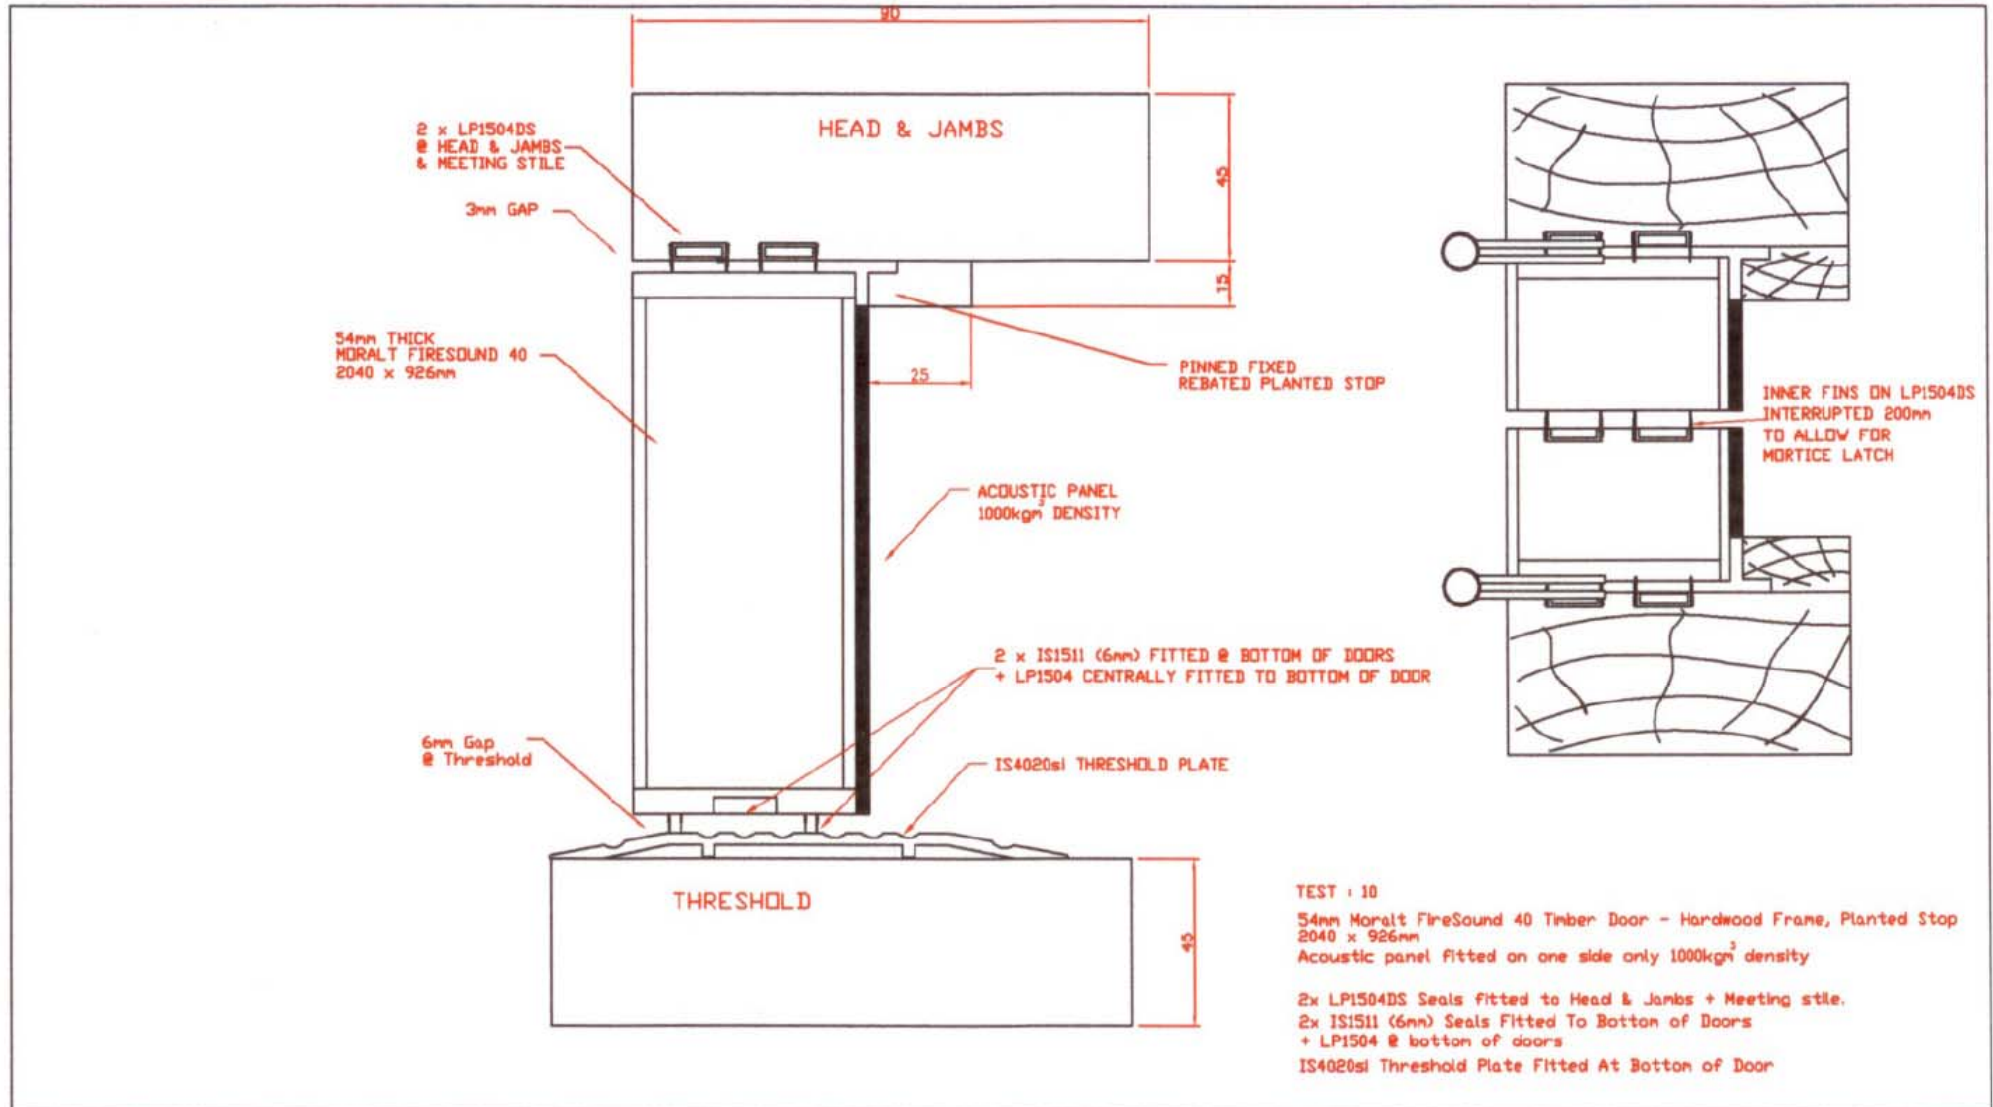 90
HEAD & JAMBS
2 x LP1504DS
@ HEAD & JAMBS
& MEETING STILE
3mm GAP
45
15
54mm THICK
MORALT FIRESOUND 40
2040 x 926mm
25
PINNED FIXED
REBATED PLANTED STOP
INNER FINS ON LP1504DS
INTERRUPTED 200mm
TO ALLOW FOR
MORTICE LATCH
ACOUSTIC PANEL
1000kgm³ DENSITY
2 x IS1511 (6mm) FITTED @ BOTTOM OF DOORS
+ LP1504 CENTRALLY FITTED TO BOTTOM OF DOOR
6mm Gap
@ Threshold
IS4020si THRESHOLD PLATE
THRESHOLD
45
TEST : 10
54mm Moralt FireSound 40 Timber Door - Hardwood Frame, Planted Stop
2040 x 926mm
Acoustic panel fitted on one side only 1000kgm³ density
2x LP1504DS Seals fitted to Head & Jambs + Meeting stile.
2x IS1511 (6mm) Seals Fitted To Bottom of Doors
+ LP1504 @ bottom of doors
IS4020si Threshold Plate Fitted At Bottom of Door